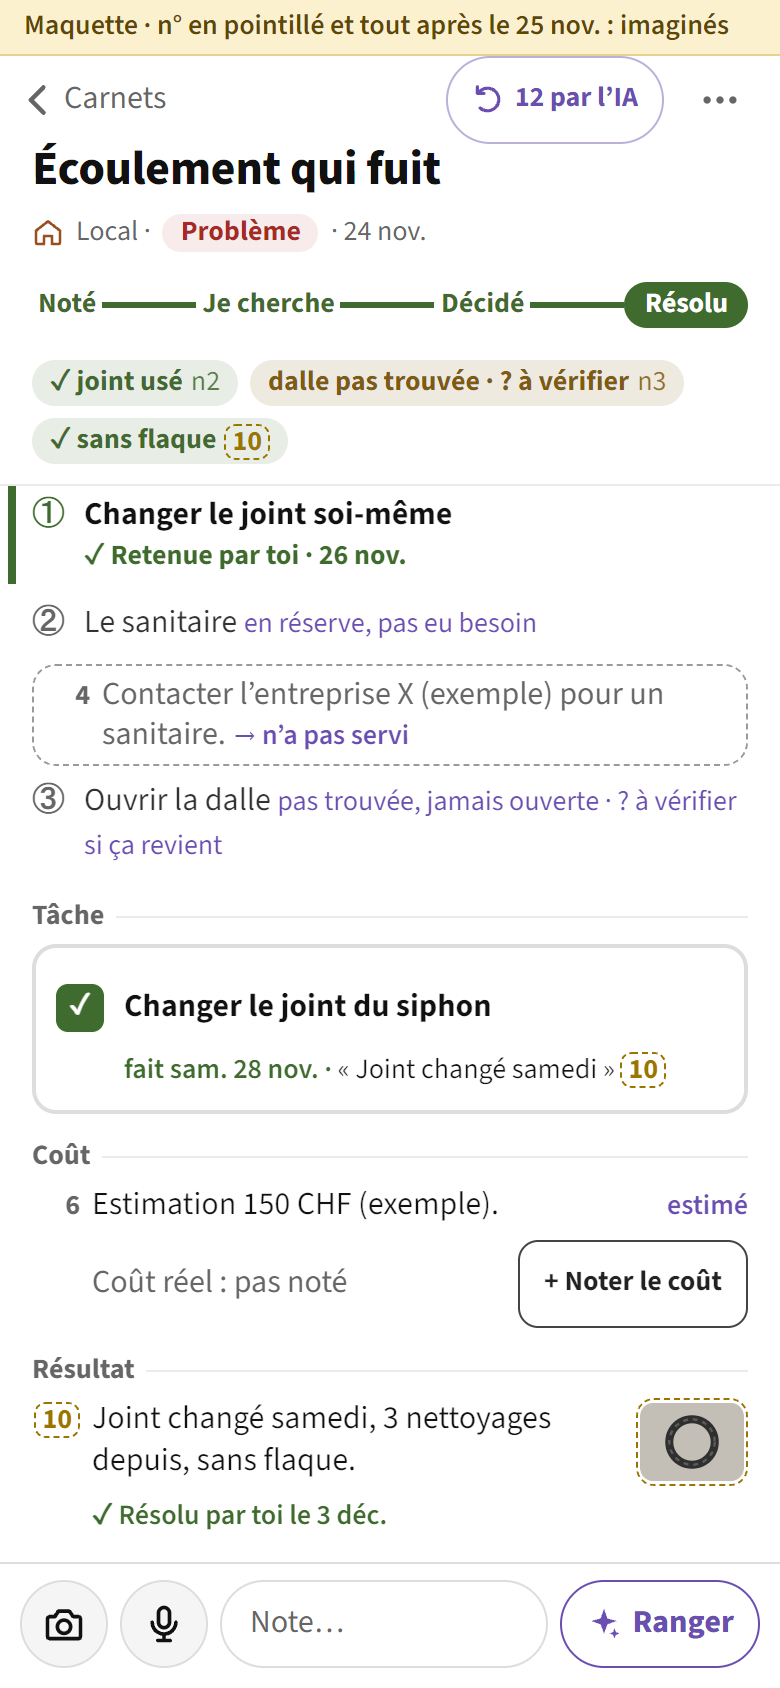 Maquette · n° en pointillé et tout après le 25 nov. : imaginés
Carnets
12 par l’IA
Écoulement qui fuit
Local · Problème · 24 nov.
Noté Je cherche Décidé Résolu
✓ joint usé n2
dalle pas trouvée · ? à vérifier n3
✓ sans flaque 10
① Changer le joint soi-même
✓ Retenue par toi · 26 nov.
② Le sanitaire en réserve, pas eu besoin
4 Contacter l’entreprise X (exemple) pour un
sanitaire. → n’a pas servi
③ Ouvrir la dalle pas trouvée, jamais ouverte · ? à vérifier
si ça revient
Tâche
✓ Changer le joint du siphon
fait sam. 28 nov. · « Joint changé samedi » 10
Coût
6 Estimation 150 CHF (exemple). estimé
Coût réel : pas noté
+ Noter le coût
Résultat
10 Joint changé samedi, 3 nettoyages
depuis, sans flaque.
✓ Résolu par toi le 3 déc.
Note…
Ranger